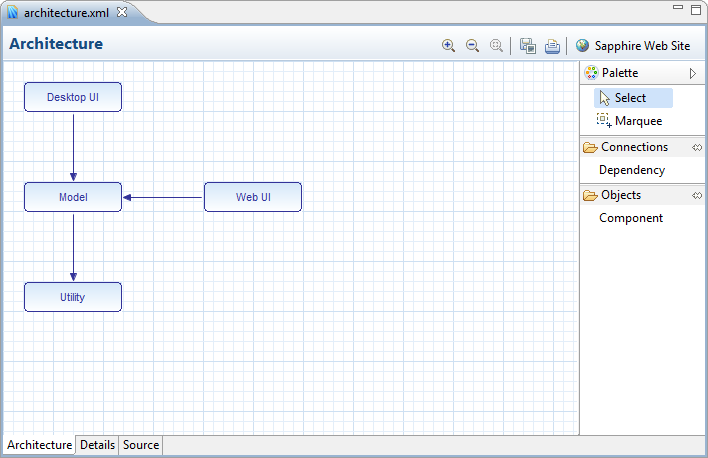 architecture.xml
Architecture
Sapphire Web Site
Desktop UI
Model
Web UI
Utility
Palette
Select
Marquee
Connections
Dependency
Objects
Component
Architecture Details Source